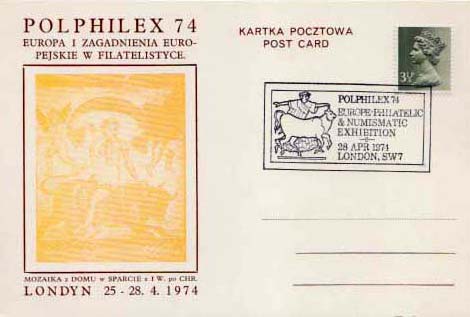 POLPHILEX 74
EUROPA I ZAGADNIENIA EURO-
PEJSKIE W FILATELISTYCE.
MOZAIKA z DOMU w SPARCIE z I W. po CHR.
LONDYN 25 - 28. 4. 1974
KARTKA POCZTOWA
POST CARD
3½
POLPHILEX 74
EUROPE-PHILATELIC
& NUMISMATIC
EXHIBITION
28 APR 1974
LONDON, SW7